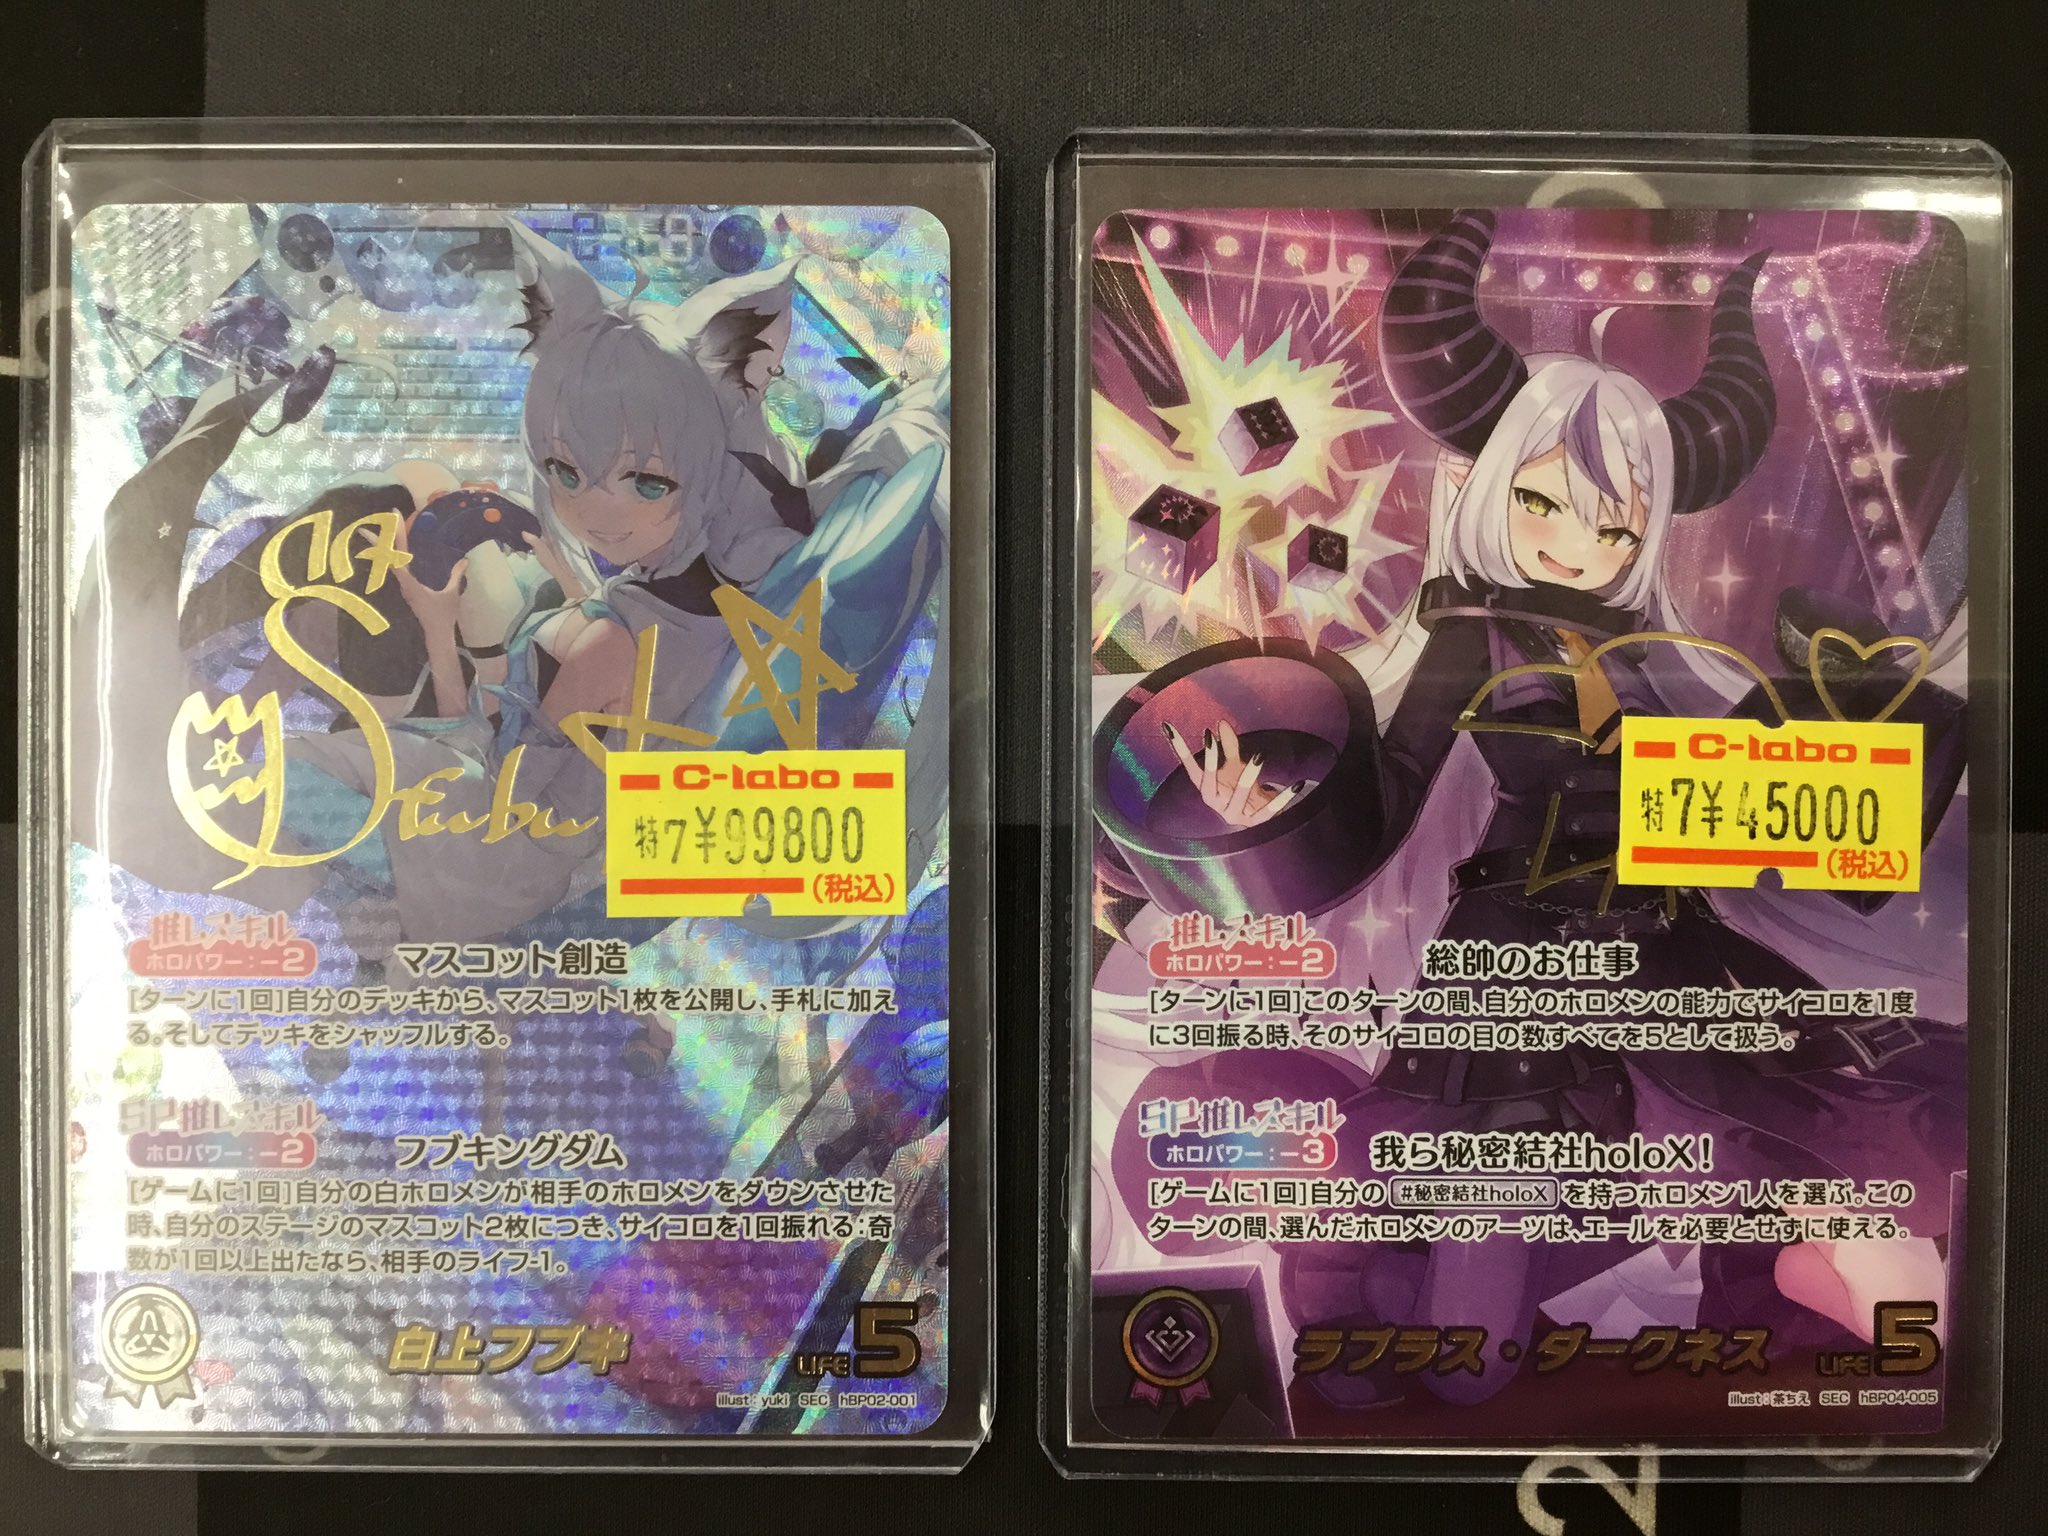 C-labo
特7¥99800
(税込)
推しスキル
ホロパワー:-2
マスコット創造
[ターンに1回]自分のデッキから、マスコット1枚を公開し、手札に加え
る。そしてデッキをシャッフルする。
SP推しスキル
ホロパワー:-2
フブキングダム
[ゲームに1回]自分の白ホロメンが相手のホロメンをダウンさせた
時、自分のステージのマスコット2枚につき、サイコロを1回振れる:奇
数が1回以上出たなら、相手のライフ-1。
白上フブキ
LIFE 5
illust:yuki SEC hBP02-001
C-labo
特7¥45000
(税込)
推しスキル
ホロパワー:-2
総帥のお仕事
[ターンに1回]このターンの間、自分のホロメンの能力でサイコロを1度
に3回振る時、そのサイコロの目の数すべてを5として扱う。
SP推しスキル
ホロパワー:-3
我ら秘密結社holoX!
[ゲームに1回]自分の #秘密結社holoX を持つホロメン1人を選ぶ。この
ターンの間、選んだホロメンのアーツは、エールを必要とせずに使える。
ラプラス・ダークネス
LIFE 5
illust:茶ちえ SEC hBP04-005
2